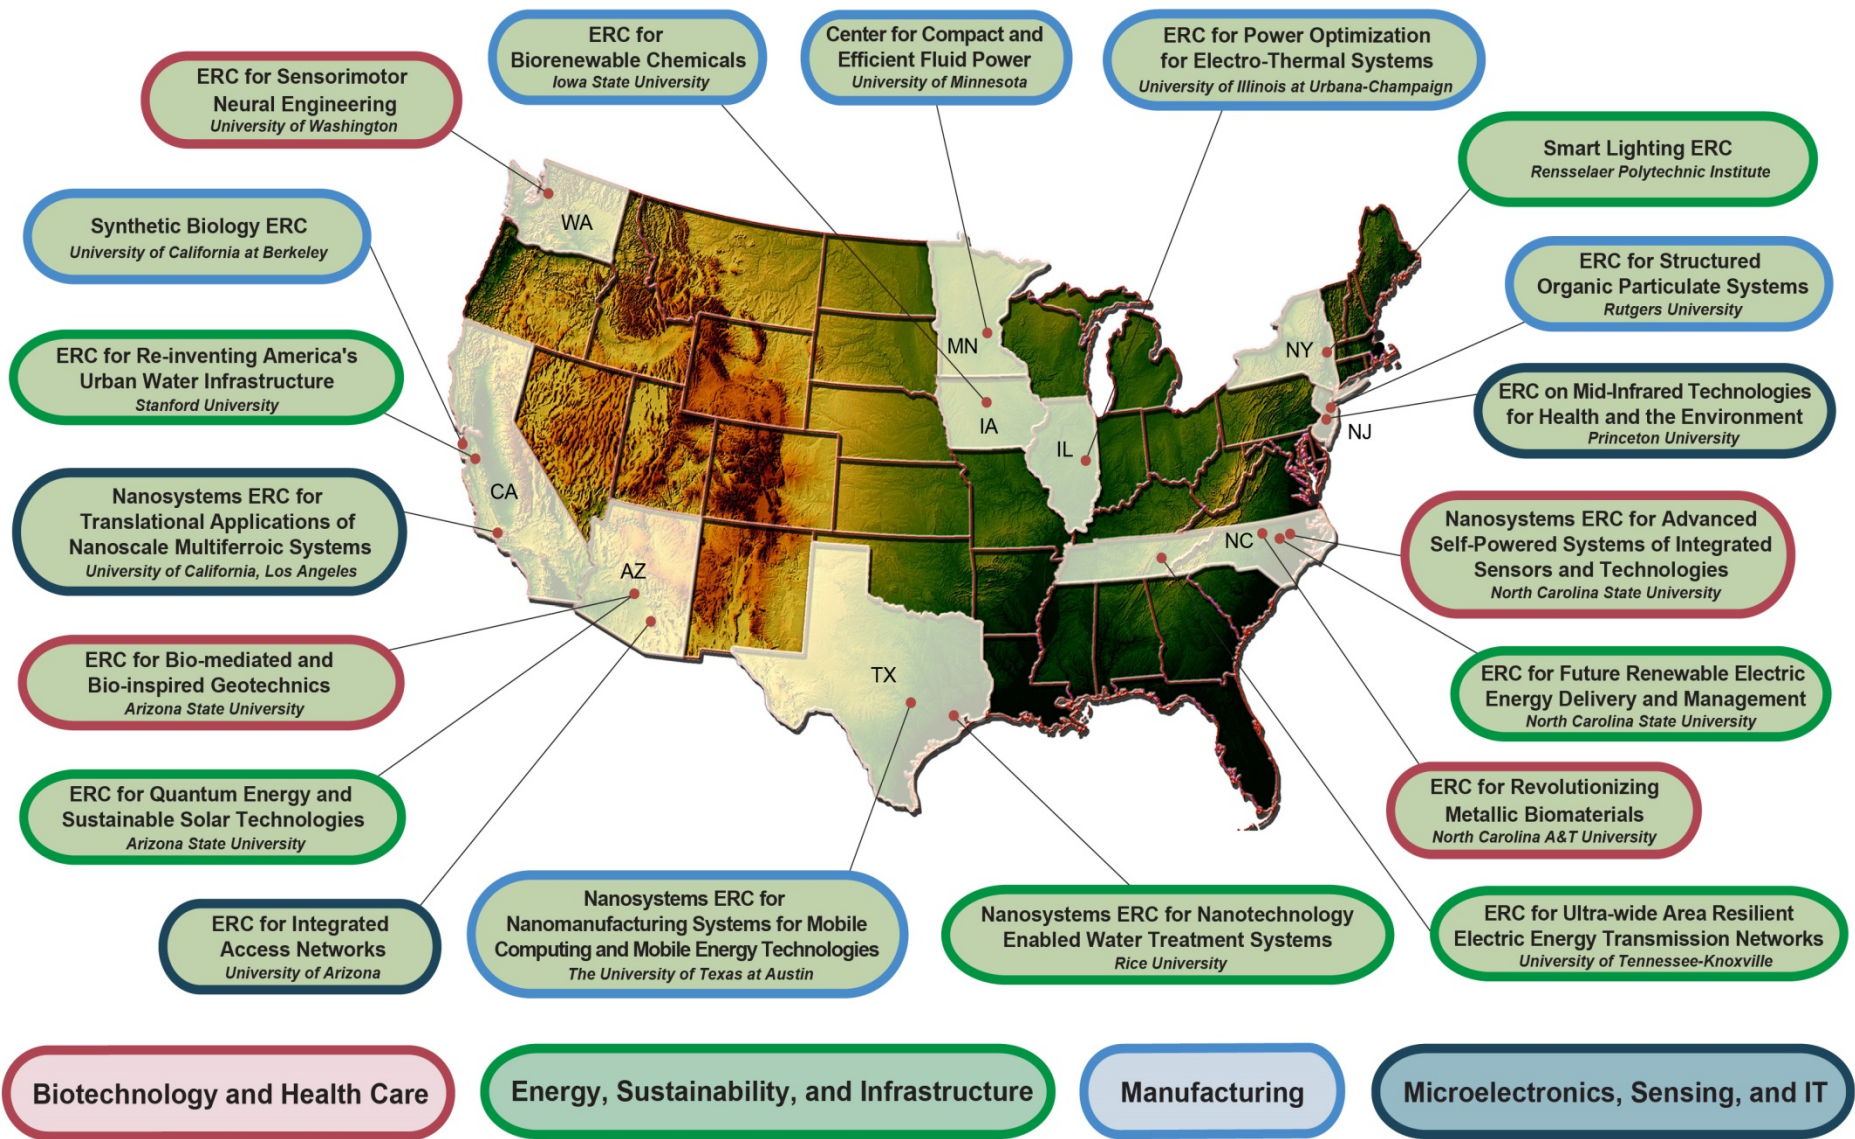 ERC for
Biorenewable Chemicals
Iowa State University
Center for Compact and
Efficient Fluid Power
University of Minnesota
ERC for Power Optimization
for Electro-Thermal Systems
University of Illinois at Urbana-Champaign
ERC for Sensorimotor
Neural Engineering
University of Washington
Smart Lighting ERC
Rensselaer Polytechnic Institute
Synthetic Biology ERC
University of California at Berkeley
ERC for Structured
Organic Particulate Systems
Rutgers University
ERC for Re-inventing America's
Urban Water Infrastructure
Stanford University
ERC on Mid-Infrared Technologies
for Health and the Environment
Princeton University
Nanosystems ERC for
Translational Applications of
Nanoscale Multiferroic Systems
University of California, Los Angeles
Nanosystems ERC for Advanced
Self-Powered Systems of Integrated
Sensors and Technologies
North Carolina State University
ERC for Bio-mediated and
Bio-inspired Geotechnics
Arizona State University
ERC for Future Renewable Electric
Energy Delivery and Management
North Carolina State University
ERC for Quantum Energy and
Sustainable Solar Technologies
Arizona State University
ERC for Revolutionizing
Metallic Biomaterials
North Carolina A&T University
ERC for Integrated
Access Networks
University of Arizona
Nanosystems ERC for
Nanomanufacturing Systems for Mobile
Computing and Mobile Energy Technologies
The University of Texas at Austin
Nanosystems ERC for Nanotechnology
Enabled Water Treatment Systems
Rice University
ERC for Ultra-wide Area Resilient
Electric Energy Transmission Networks
University of Tennessee-Knoxville
WA
MN
NY
IA
NJ
IL
CA
NC
AZ
TX
Biotechnology and Health Care
Energy, Sustainability, and Infrastructure
Manufacturing
Microelectronics, Sensing, and IT